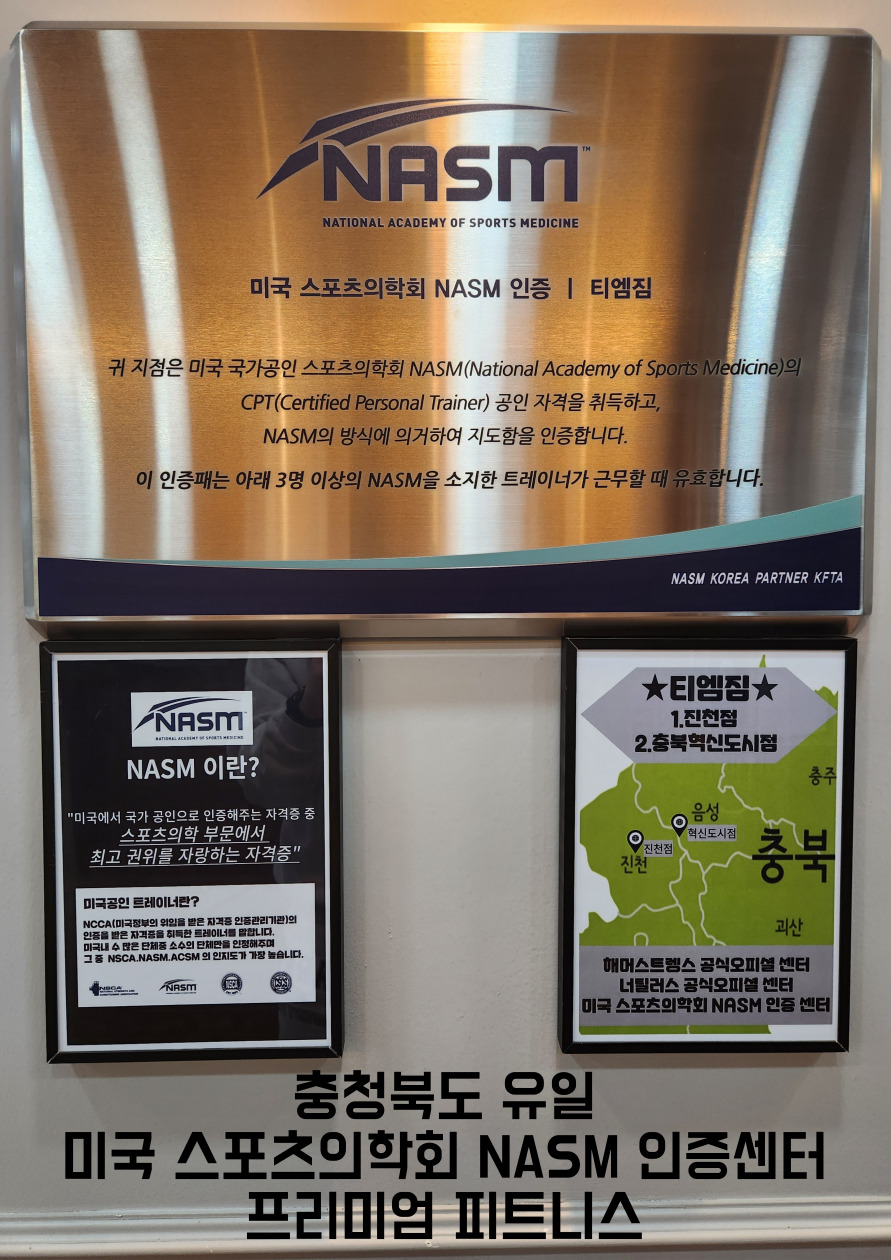 NASM™
NATIONAL ACADEMY OF SPORTS MEDICINE
미국 스포츠의학회 NASM 인증 | 티엠짐
귀 지점은 미국 국가공인 스포츠의학회 NASM(National Academy of Sports Medicine)의
CPT(Certified Personal Trainer) 공인 자격을 취득하고,
NASM의 방식에 의거하여 지도함을 인증합니다.
이 인증패는 아래 3명 이상의 NASM을 소지한 트레이너가 근무할 때 유효합니다.
NASM KOREA PARTNER KFTA
NASM
NATIONAL ACADEMY OF SPORTS MEDICINE
NASM 이란?
"미국에서 국가 공인으로 인증해주는 자격증 중
스포츠의학 부문에서
최고 권위를 자랑하는 자격증"
미국공인 트레이너란?
NCCA(미국정부의 위임을 받은 자격증 인증관리기관)의
인증을 받은 자격증을 취득한 트레이너를 말합니다.
미국내 수 많은 단체중 소수의 단체만을 인정해주며
그 중 NSCA.NASM.ACSM 의 인지도가 가장 높습니다.
NSCA
NASM
★티엠짐★
1.진천점
2.충북혁신도시점
충주
음성
혁신도시점
진천점
진천
충북
괴산
해머스트렝스 공식오피셜 센터
너틸러스 공식오피셜 센터
미국 스포츠의학회 NASM 인증 센터
충청북도 유일
미국 스포츠의학회 NASM 인증센터
프리미엄 피트니스